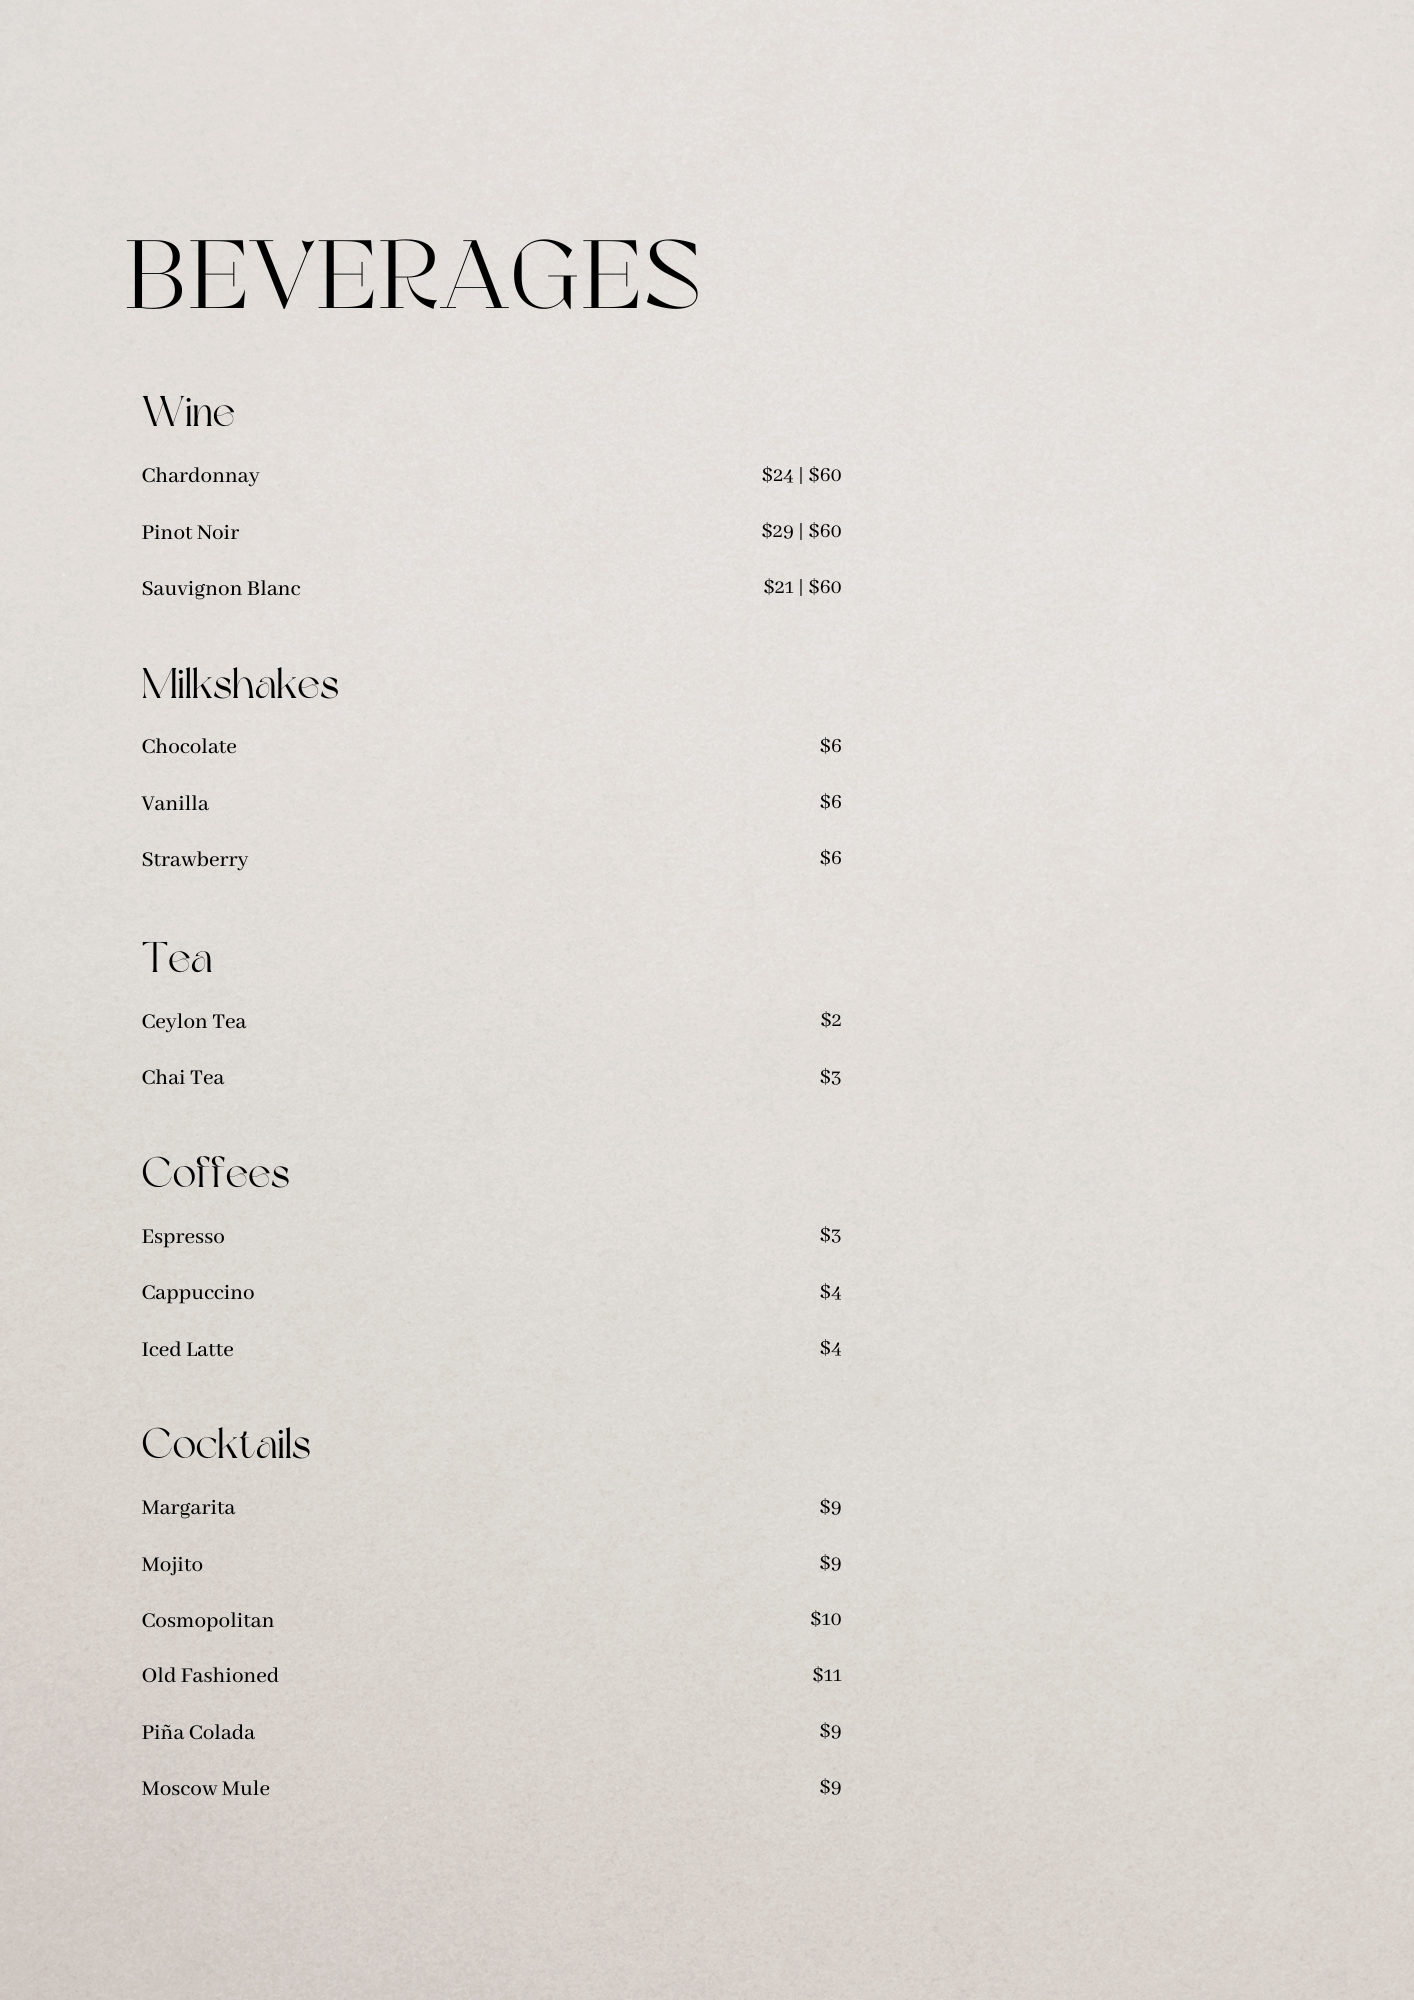 BEVERAGES
Wine
Chardonnay $24 | $60
Pinot Noir $29 | $60
Sauvignon Blanc $21 | $60
Milkshakes
Chocolate $6
Vanilla $6
Strawberry $6
Tea
Ceylon Tea $2
Chai Tea $3
Coffees
Espresso $3
Cappuccino $4
Iced Latte $4
Cocktails
Margarita $9
Mojito $9
Cosmopolitan $10
Old Fashioned $11
Piña Colada $9
Moscow Mule $9